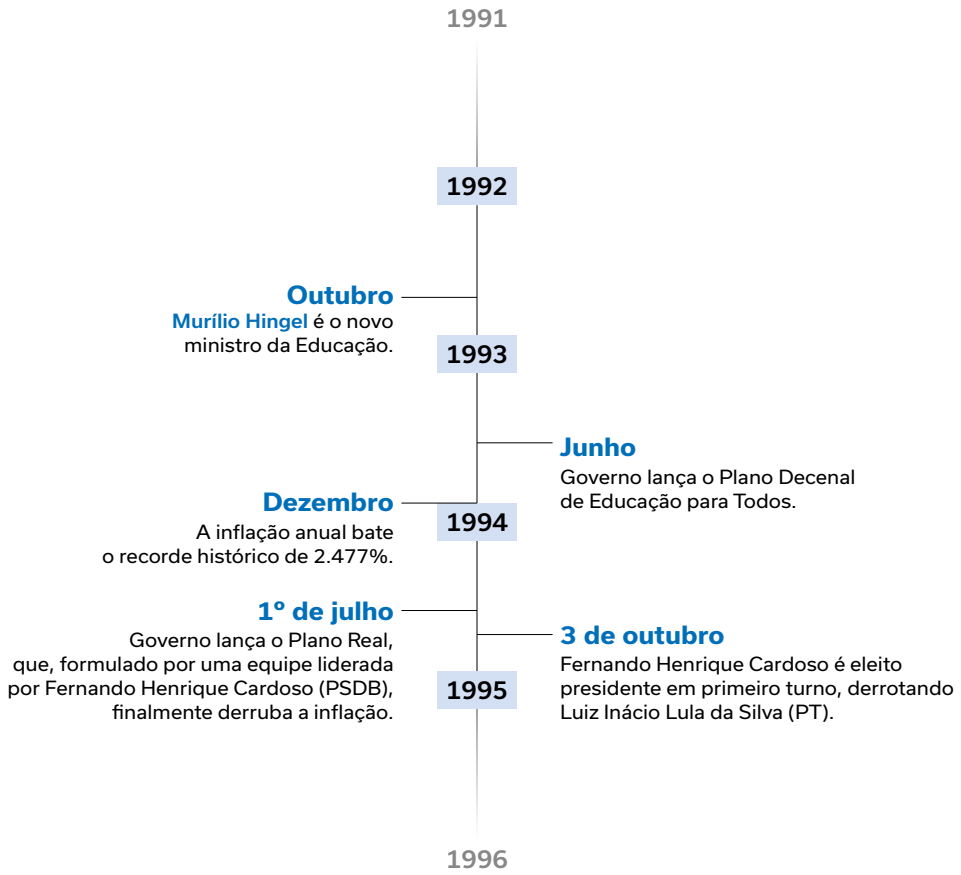 1991
1992
Outubro
Murílio Hingel é o novo
ministro da Educação.
1993
Junho
Governo lança o Plano Decenal
de Educação para Todos.
Dezembro
A inflação anual bate
o recorde histórico de 2.477%.
1994
1º de julho
Governo lança o Plano Real,
que, formulado por uma equipe liderada
por Fernando Henrique Cardoso (PSDB),
finalmente derruba a inflação.
3 de outubro
Fernando Henrique Cardoso é eleito
presidente em primeiro turno, derrotando
Luiz Inácio Lula da Silva (PT).
1995
1996